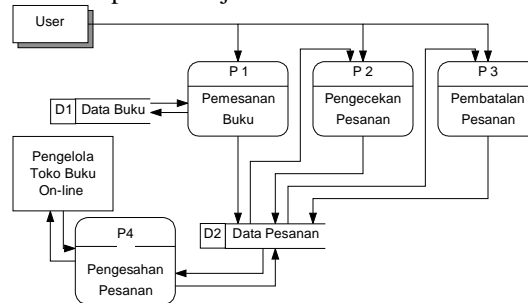 User
P 1
Pemesanan
Buku
P 2
Pengecekan
Pesanan
P 3
Pembatalan
Pesanan
D1 Data Buku
Pengelola
Toko Buku
On-line
D2 Data Pesanan
P4
Pengesahan
Pesanan